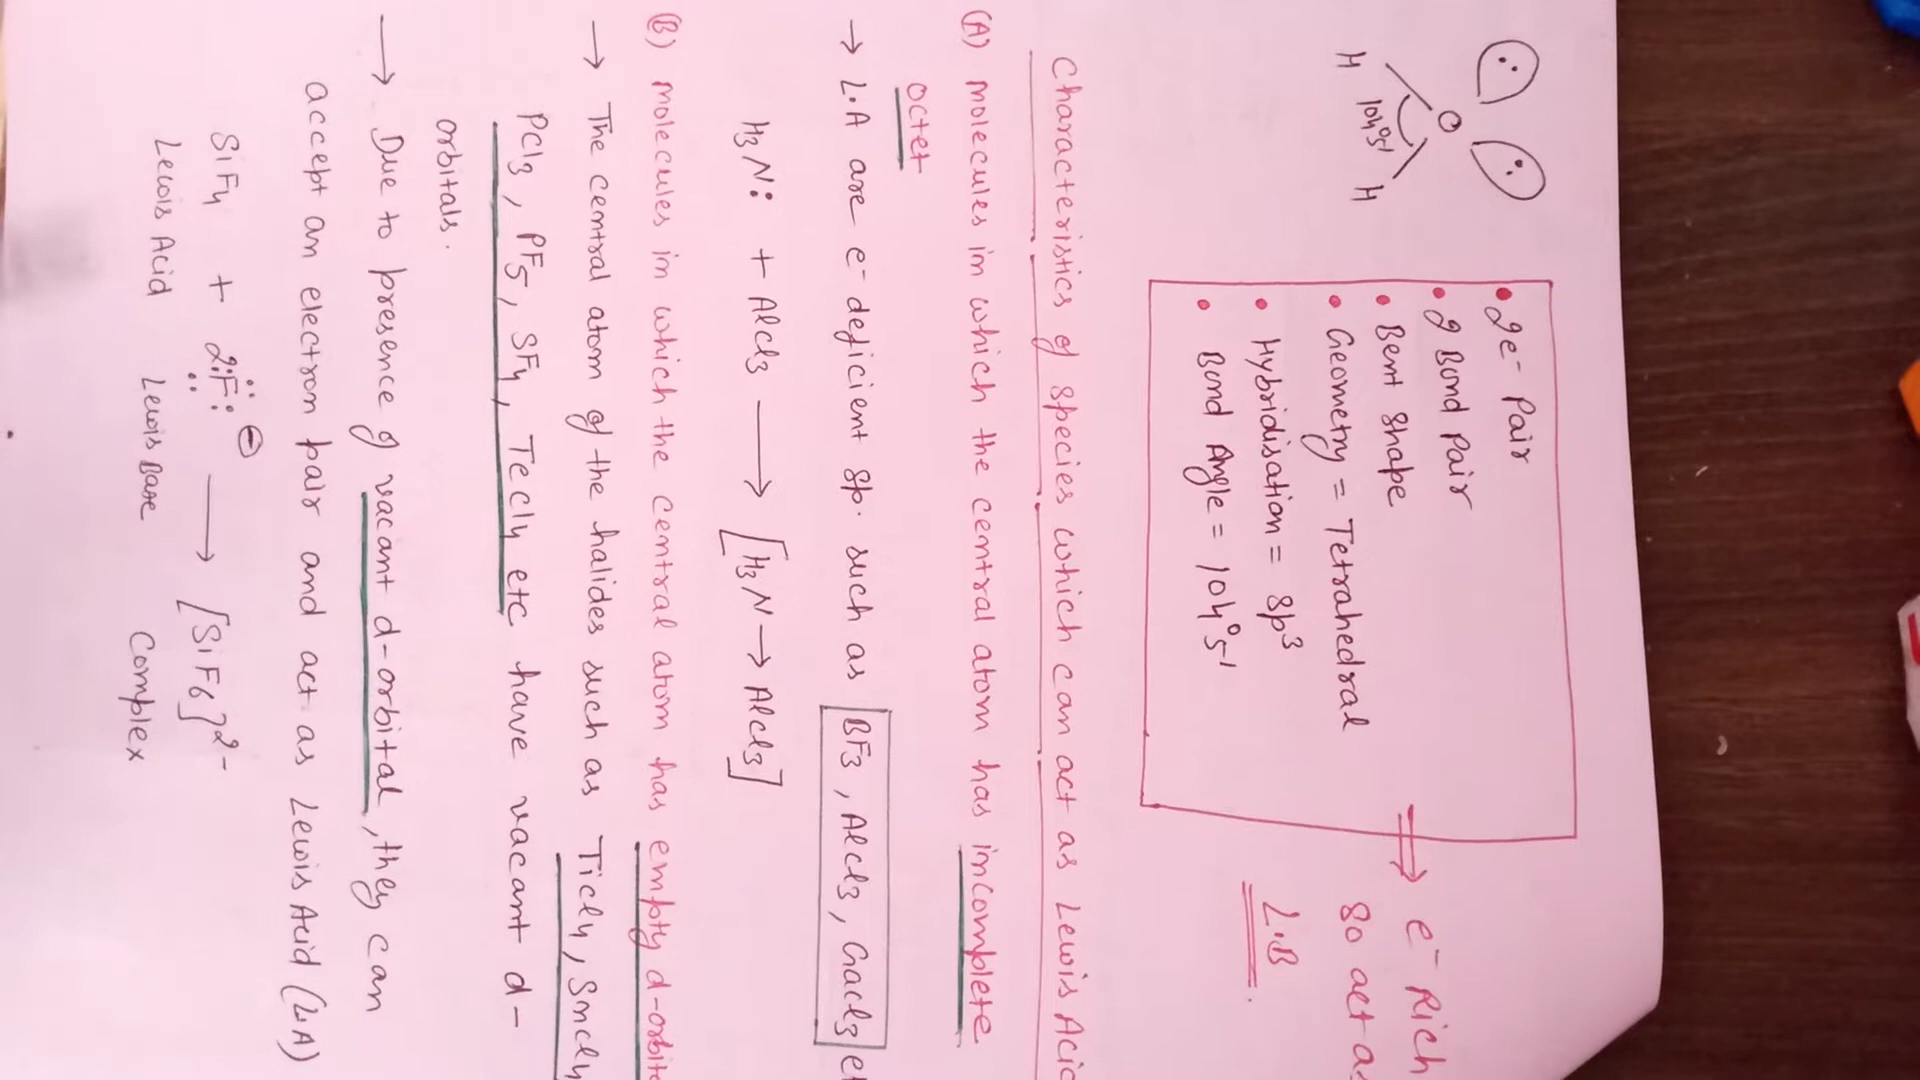 O
H 104°5' H
• 2e⁻ Pair
• 2 Bond Pair
• Bent Shape
• Geometry = Tetrahedral
• Hybridisation = sp³
• Bond Angle = 104°5'
⇒ e⁻ Rich
so act as
L.B.
Characteristics of species which can act as Lewis Acid
(A) molecules in which the central atom has incomplete
octet
→ L.A are e⁻ deficient sp. such as BF3, AlCl3, GaCl3 et
H3N: + AlCl3 ⟶ [H3N→AlCl3]
(B) molecules in which the central atom has empty d-orbita
→ The central atom of the halides such as TiCl4, SnCl4
PCl3, PF5, SF4, TeCl4 etc have vacant d-
orbitals.
→ Due to presence of vacant d-orbital, they can
accept an electron pair and act as Lewis Acid (LA)
SiF4 + 2:F:⊖ ⟶ [SiF6]2-
Lewis Acid Lewis Base Complex